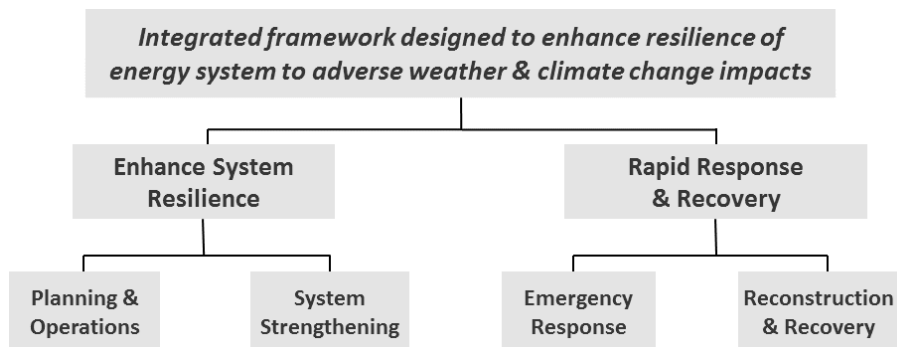 Integrated framework designed to enhance resilience of
energy system to adverse weather & climate change impacts
Enhance System
Resilience
Rapid Response
& Recovery
Planning &
Operations
System
Strengthening
Emergency
Response
Reconstruction
& Recovery